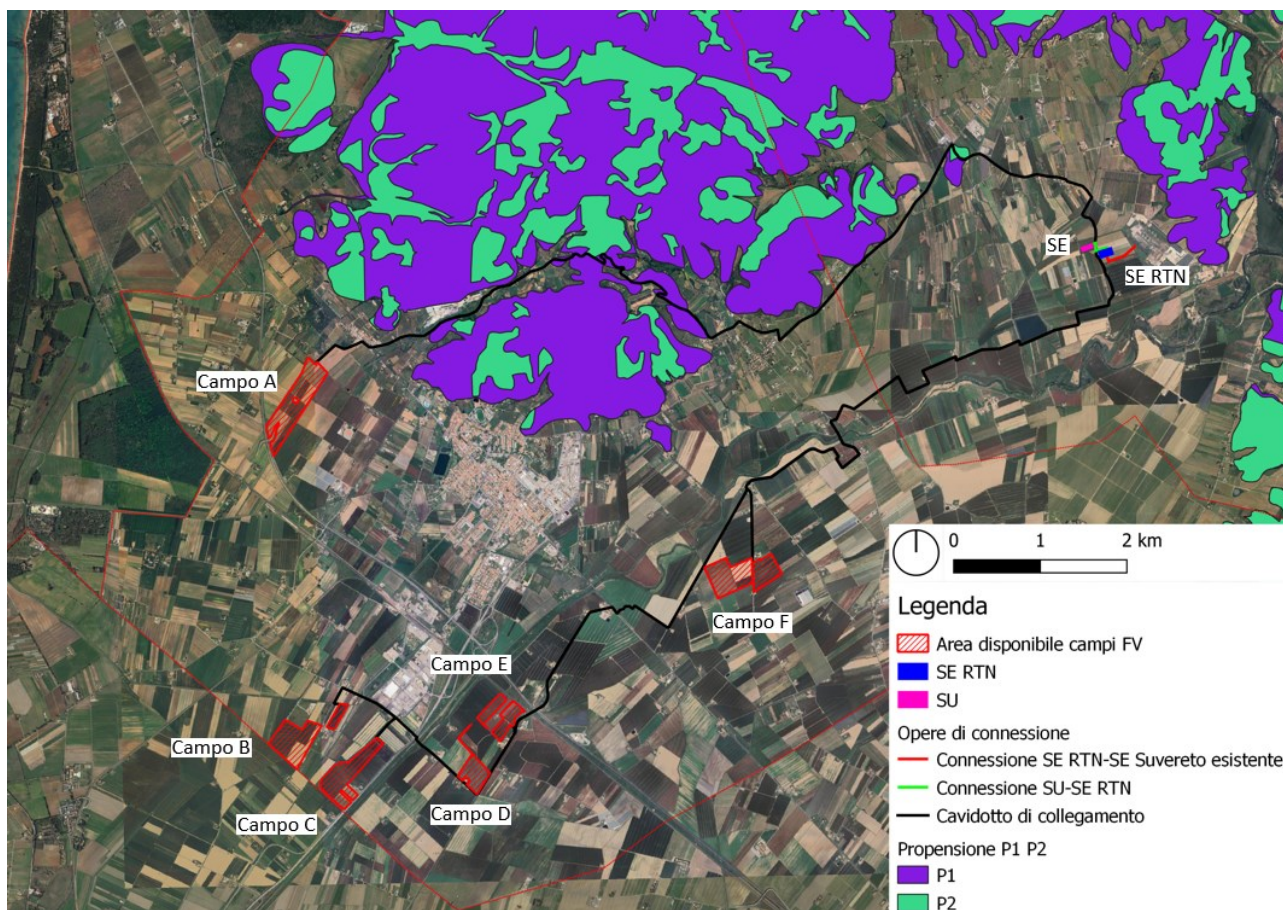 SE
SE RTN
Campo A
Campo F
Campo E
Campo B
Campo D
Campo C
0 1 2 km
Legenda
Area disponibile campi FV
SE RTN
SU
Opere di connessione
Connessione SE RTN-SE Suvereto esistente
Connessione SU-SE RTN
Cavidotto di collegamento
Propensione P1 P2
P1
P2